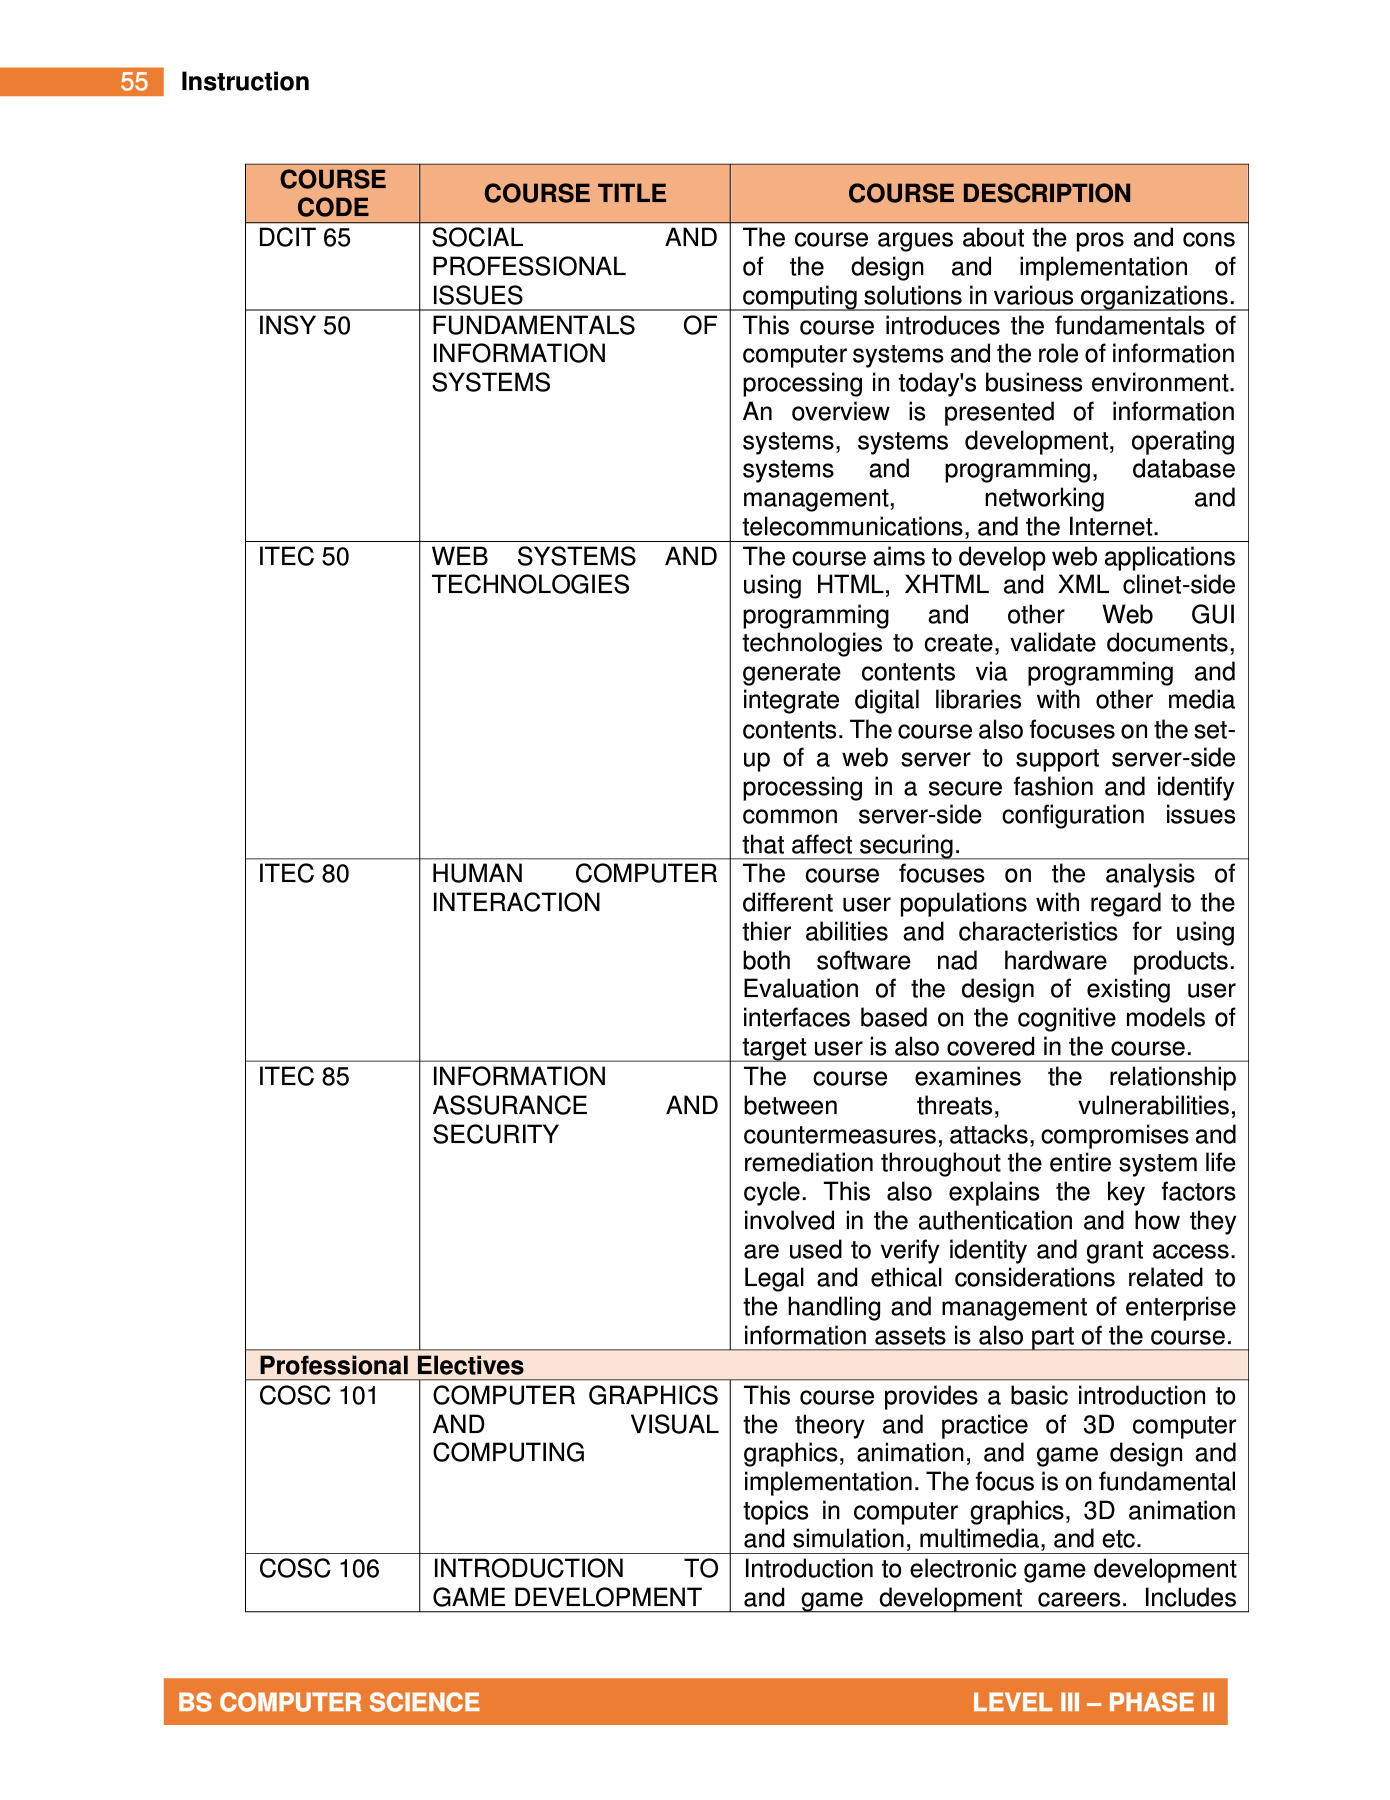 55 Instruction
COURSE CODE COURSE TITLE COURSE DESCRIPTION
DCIT 65
SOCIAL AND
PROFESSIONAL
ISSUES
The course argues about the pros and cons
of the design and implementation of
computing solutions in various organizations.
INSY 50
FUNDAMENTALS OF
INFORMATION
SYSTEMS
This course introduces the fundamentals of
computer systems and the role of information
processing in today's business environment.
An overview is presented of information
systems, systems development, operating
systems and programming, database
management, networking and
telecommunications, and the Internet.
ITEC 50
WEB SYSTEMS AND
TECHNOLOGIES
The course aims to develop web applications
using HTML, XHTML and XML clinet-side
programming and other Web GUI
technologies to create, validate documents,
generate contents via programming and
integrate digital libraries with other media
contents. The course also focuses on the set-
up of a web server to support server-side
processing in a secure fashion and identify
common server-side configuration issues
that affect securing.
ITEC 80
HUMAN COMPUTER
INTERACTION
The course focuses on the analysis of
different user populations with regard to the
thier abilities and characteristics for using
both software nad hardware products.
Evaluation of the design of existing user
interfaces based on the cognitive models of
target user is also covered in the course.
ITEC 85
INFORMATION
ASSURANCE AND
SECURITY
The course examines the relationship
between threats, vulnerabilities,
countermeasures, attacks, compromises and
remediation throughout the entire system life
cycle. This also explains the key factors
involved in the authentication and how they
are used to verify identity and grant access.
Legal and ethical considerations related to
the handling and management of enterprise
information assets is also part of the course.
Professional Electives
COSC 101
COMPUTER GRAPHICS
AND VISUAL
COMPUTING
This course provides a basic introduction to
the theory and practice of 3D computer
graphics, animation, and game design and
implementation. The focus is on fundamental
topics in computer graphics, 3D animation
and simulation, multimedia, and etc.
COSC 106
INTRODUCTION TO
GAME DEVELOPMENT
Introduction to electronic game development
and game development careers. Includes
BS COMPUTER SCIENCE LEVEL III – PHASE II